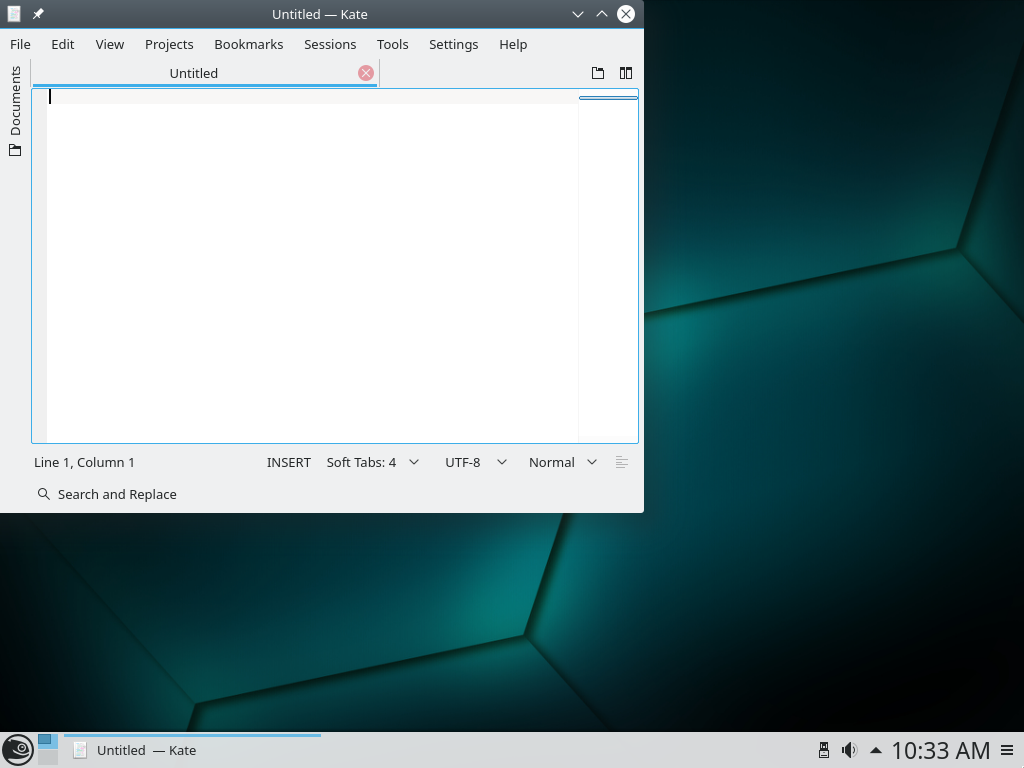 Untitled — Kate
File Edit View Projects Bookmarks Sessions Tools Settings Help
Documents
Untitled
Line 1, Column 1 INSERT Soft Tabs: 4 UTF-8 Normal
Search and Replace
Untitled — Kate 10:33 AM